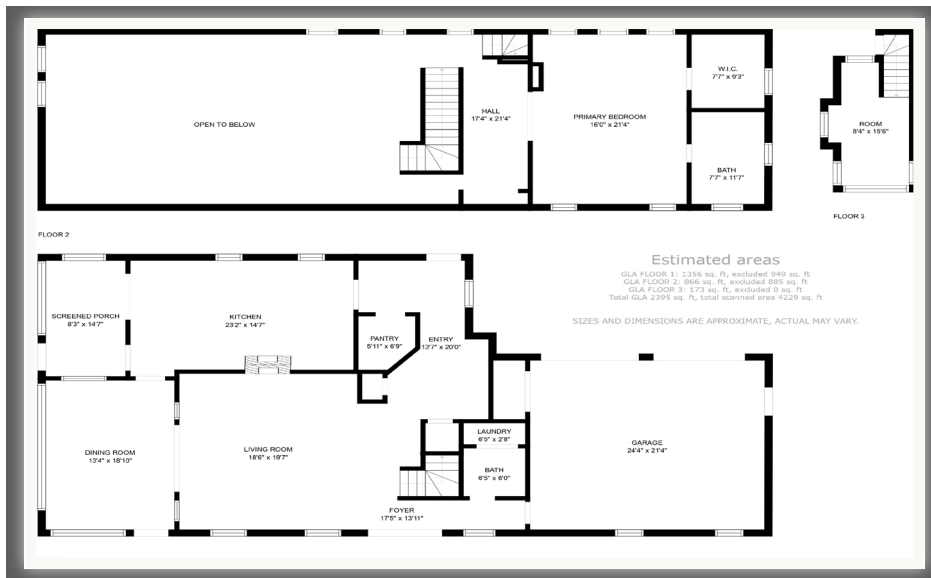 OPEN TO BELOW
HALL
17'4" x 21'4"
PRIMARY BEDROOM
16'0" x 21'4"
W.I.C.
7'7" x 9'3"
BATH
7'7" x 11'7"
ROOM
8'4" x 15'6"
FLOOR 3
FLOOR 2
SCREENED PORCH
8'3" x 14'7"
KITCHEN
23'2" x 14'7"
PANTRY
5'11" x 6'9"
ENTRY
13'7" x 20'0"
Estimated areas
GLA FLOOR 1: 1356 sq. ft, excluded 949 sq. ft
GLA FLOOR 2: 866 sq. ft, excluded 885 sq. ft
GLA FLOOR 3: 173 sq. ft, excluded 0 sq. ft
Total GLA 2395 sq. ft, total scanned area 4229 sq. ft
SIZES AND DIMENSIONS ARE APPROXIMATE, ACTUAL MAY VARY.
DINING ROOM
13'4" x 18'10"
LIVING ROOM
18'6" x 19'7"
LAUNDRY
6'5" x 2'8"
BATH
6'5" x 6'0"
GARAGE
24'4" x 21'4"
FOYER
17'5" x 13'11"